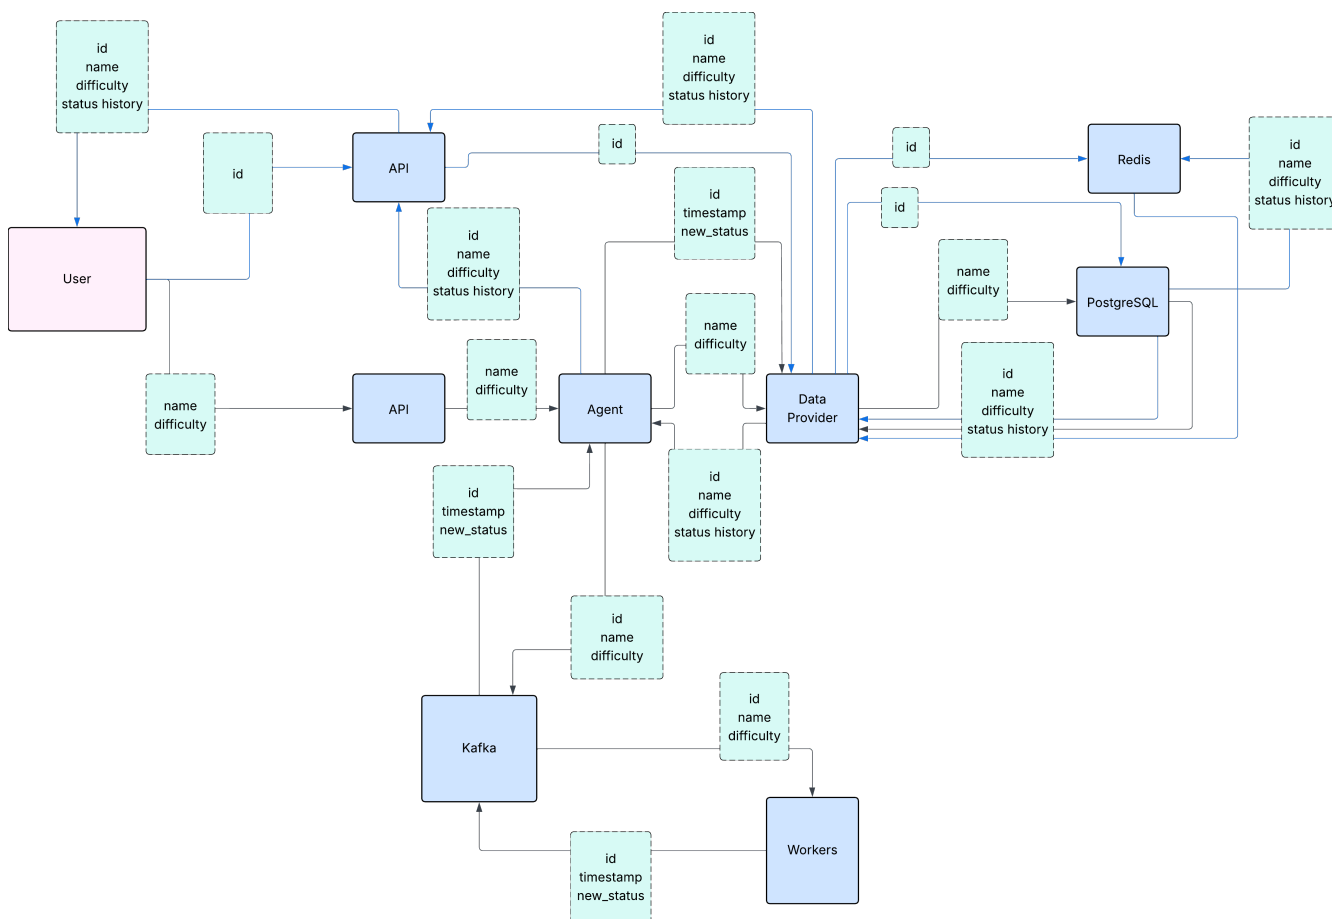 id
name
difficulty
status history
id
name
difficulty
status history
id
API
id
id
Redis
id
name
difficulty
status history
id
timestamp
new_status
id
id
name
difficulty
status history
User
name
difficulty
PostgreSQL
name
difficulty
name
difficulty
id
name
difficulty
status history
name
difficulty
API
Agent
Data
Provider
id
timestamp
new_status
id
name
difficulty
status history
id
name
difficulty
Kafka
id
name
difficulty
Workers
id
timestamp
new_status